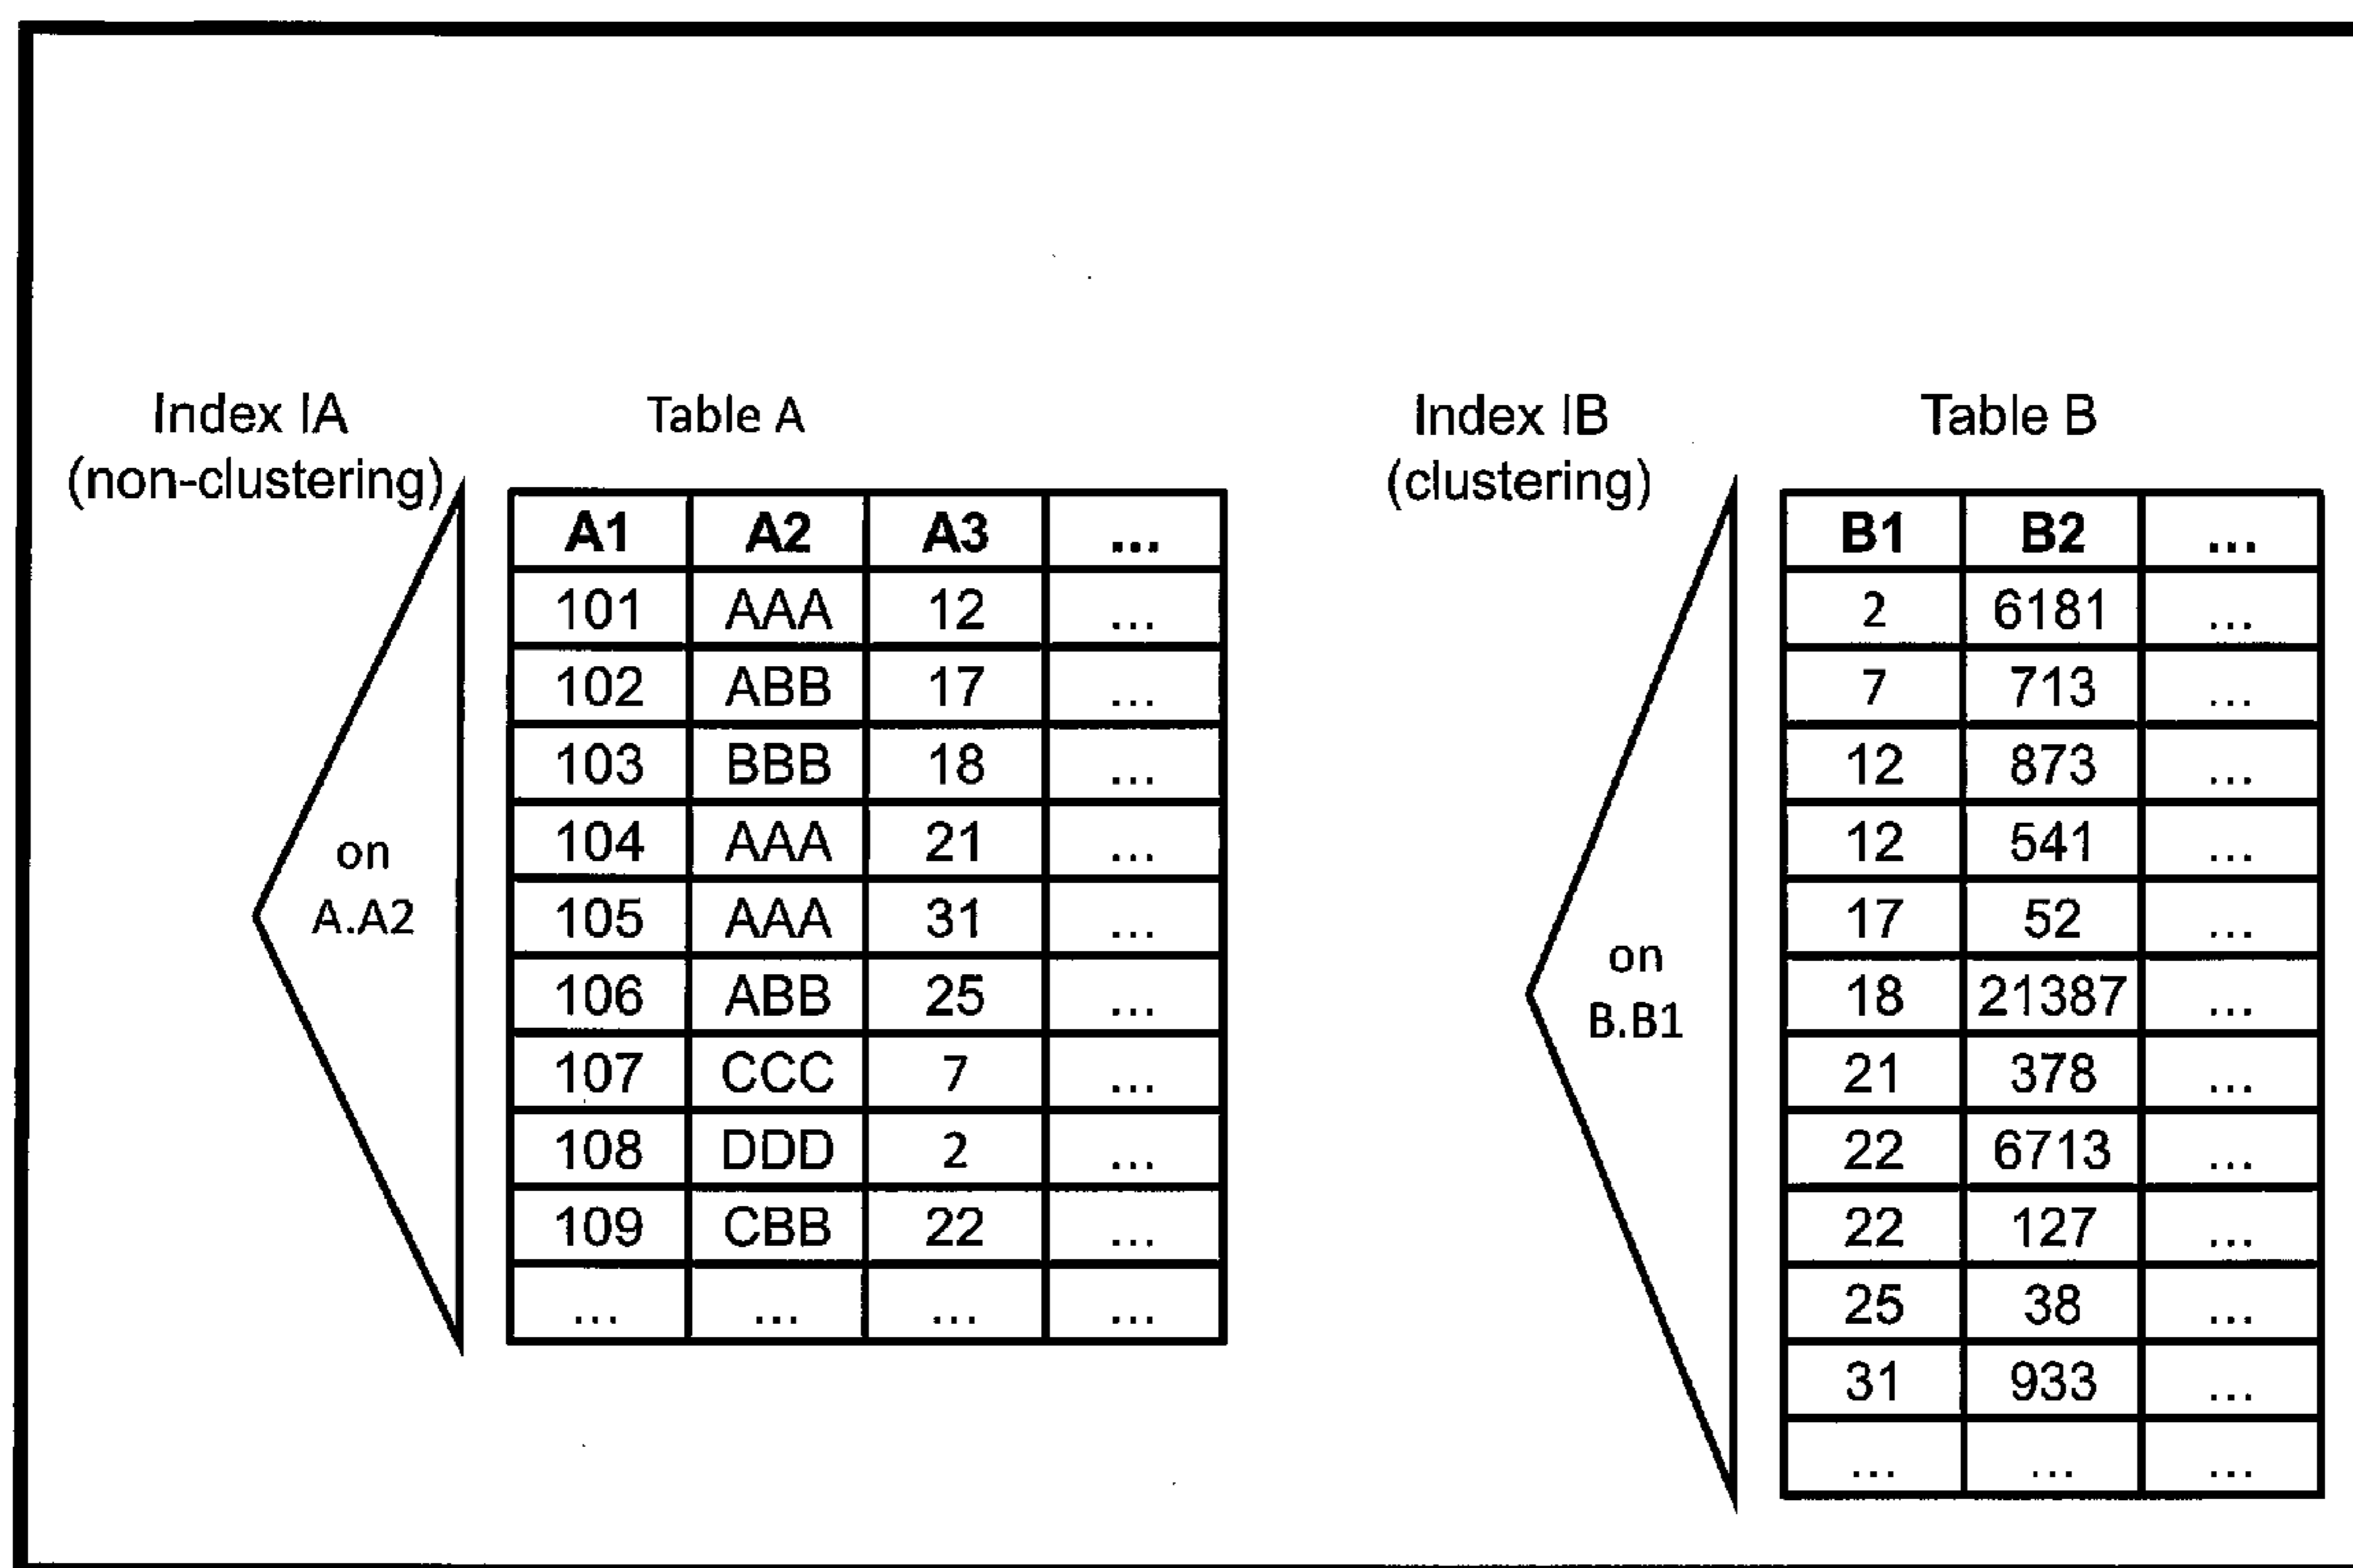 Index IA
(non-clustering)
on
A.A2
Table A
A1 A2 A3 ...
101 AAA 12 ...
102 ABB 17 ...
103 BBB 18 ...
104 AAA 21 ...
105 AAA 31 ...
106 ABB 25 ...
107 CCC 7 ...
108 DDD 2 ...
109 CBB 22 ...
... ... ... ...
Index IB
(clustering)
on
B.B1
Table B
B1 B2 ...
2 6181 ...
7 713 ...
12 873 ...
12 541 ...
17 52 ...
18 21387 ...
21 378 ...
22 6713 ...
22 127 ...
25 38 ...
31 933 ...
... ... ...